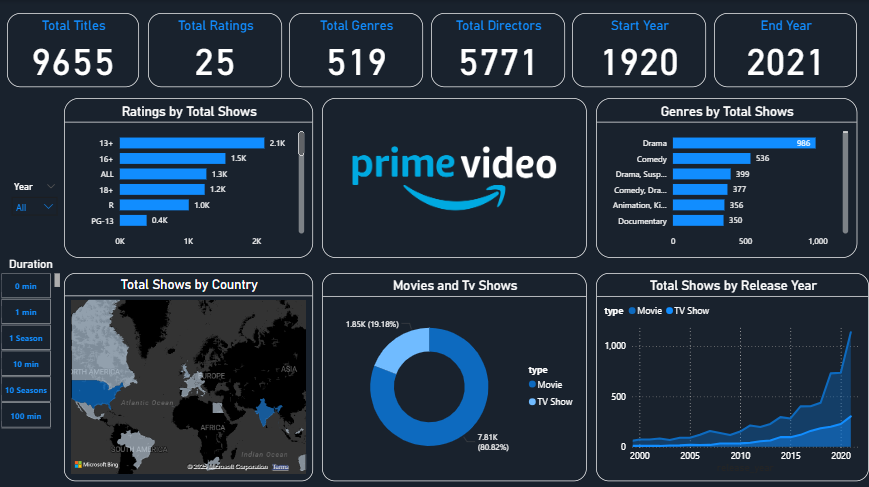 Total Titles
9655
Total Ratings
25
Total Genres
519
Total Directors
5771
Start Year
1920
End Year
2021
Year
All
Duration
0 min
1 min
1 Season
10 min
10 Seasons
100 min
Ratings by Total Shows
13+ 2.1K
16+ 1.5K
ALL 1.3K
18+ 1.2K
R 1.0K
PG-13 0.4K
0K 1K 2K
prime video
Genres by Total Shows
Drama 986
Comedy 536
Drama, Susp... 399
Comedy, Dra... 377
Animation, Ki... 356
Documentary 350
0 500 1,000
Total Shows by Country
RTH AMERICA
EUROPE
ASIA
Atlantic Ocean
AFRICA
SOUTH AMERICA
Indian Ocean
Microsoft Bing
Microsoft Corporation Terms
Movies and Tv Shows
1.85K (19.18%)
7.81K
(80.82%)
type
Movie
TV Show
Total Shows by Release Year
type Movie TV Show
1,000
500
0
2000 2005 2010 2015 2020